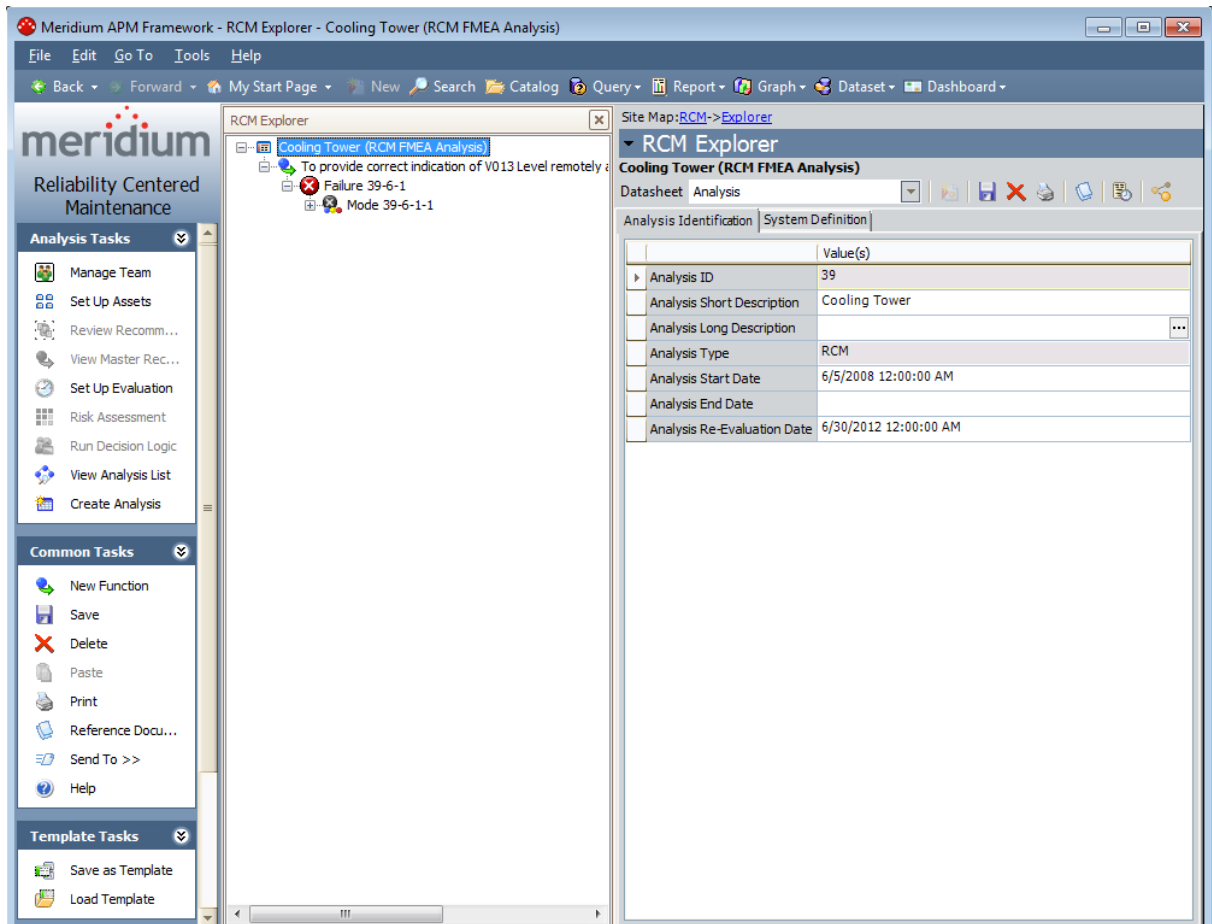 Meridium APM Framework - RCM Explorer - Cooling Tower (RCM FMEA Analysis)
File Edit Go To Tools Help
Back Forward My Start Page New Search Catalog Query Report Graph Dataset Dashboard
meridium
Reliability Centered
Maintenance
Analysis Tasks
Manage Team
Set Up Assets
Review Recomm...
View Master Rec...
Set Up Evaluation
Risk Assessment
Run Decision Logic
View Analysis List
Create Analysis
Common Tasks
New Function
Save
Delete
Paste
Print
Reference Docu...
Send To >>
Help
Template Tasks
Save as Template
Load Template
RCM Explorer
Cooling Tower (RCM FMEA Analysis)
To provide correct indication of V013 Level remotely a
Failure 39-6-1
Mode 39-6-1-1
Site Map:RCM->Explorer
RCM Explorer
Cooling Tower (RCM FMEA Analysis)
Datasheet Analysis
Analysis Identification System Definition
Value(s)
Analysis ID 39
Analysis Short Description Cooling Tower
Analysis Long Description ...
Analysis Type RCM
Analysis Start Date 6/5/2008 12:00:00 AM
Analysis End Date
Analysis Re-Evaluation Date 6/30/2012 12:00:00 AM